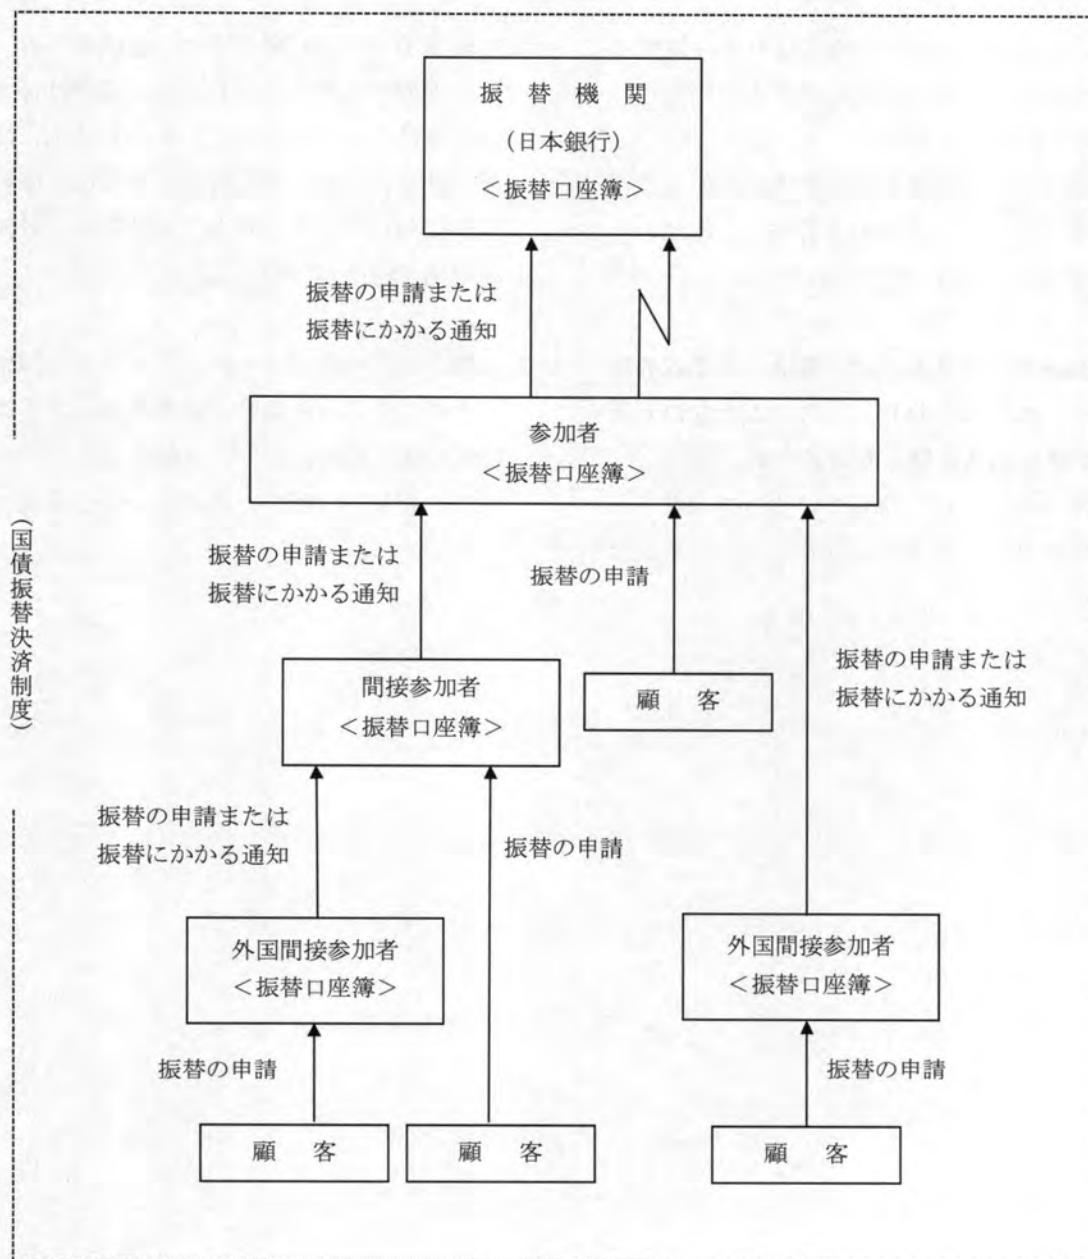 振替機関
(日本銀行)
<振替口座簿>
振替の申請または
振替にかかる通知
参加者
<振替口座簿>
(国債振替決済制度)
振替の申請または
振替にかかる通知
振替の申請
振替の申請または
振替にかかる通知
間接参加者
<振替口座簿>
顧客
振替の申請または
振替にかかる通知
振替の申請
外国間接参加者
<振替口座簿>
外国間接参加者
<振替口座簿>
振替の申請
振替の申請
顧客
顧客
顧客